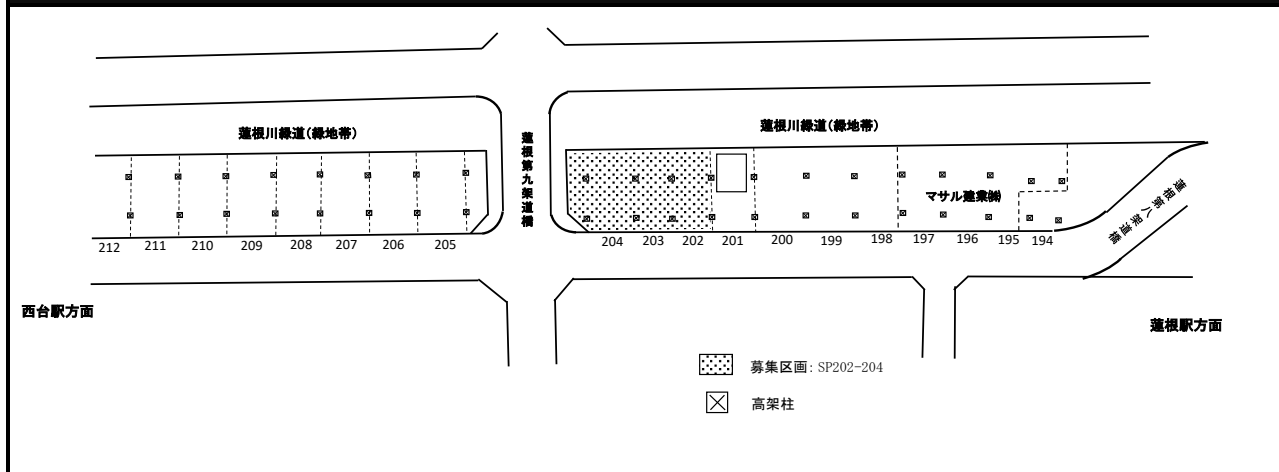 蓮根川緑道(緑地帯)
蓮根川緑道(緑地帯)
蓮根第九架道橋
マサル建業㈱
蓮根第八架道橋
212 211 210 209 208 207 206 205
204 203 202 201 200 199 198 197 196 195 194
西台駅方面
蓮根駅方面
募集区画: SP202-204
高架柱